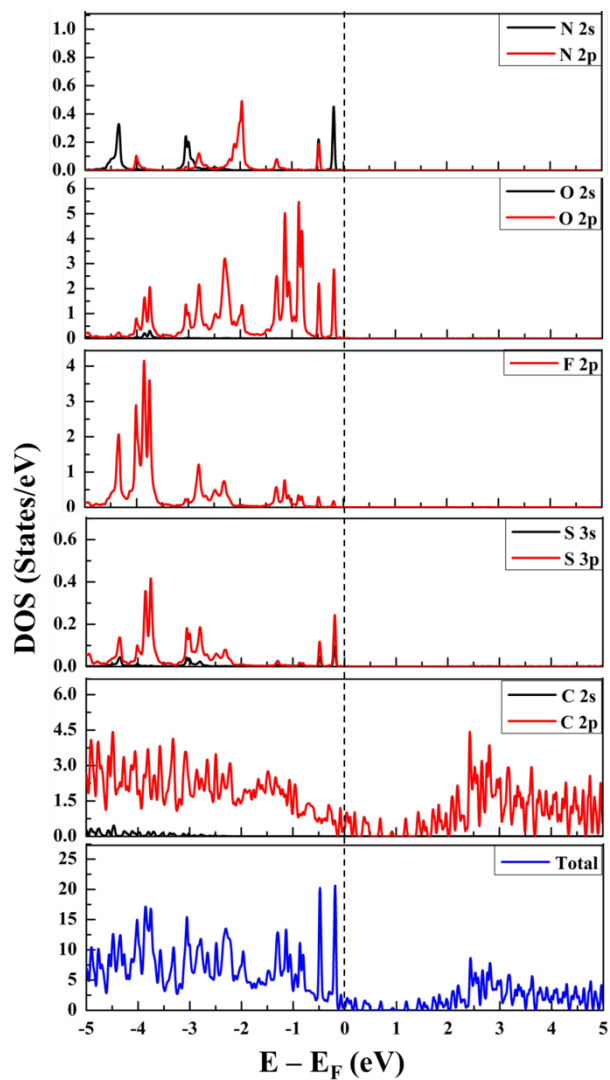 1.0
0.8
0.6
0.4
0.2
0.0
N 2s
N 2p
6
5
4
3
2
1
0
O 2s
O 2p
4
3
2
1
0
F 2p
0.6
0.4
0.2
0.0
S 3s
S 3p
6.0
4.5
3.0
1.5
0.0
C 2s
C 2p
25
20
15
10
5
0
Total
-5 -4 -3 -2 -1 0 1 2 3 4 5
E – E_F (eV)
DOS (States/eV)